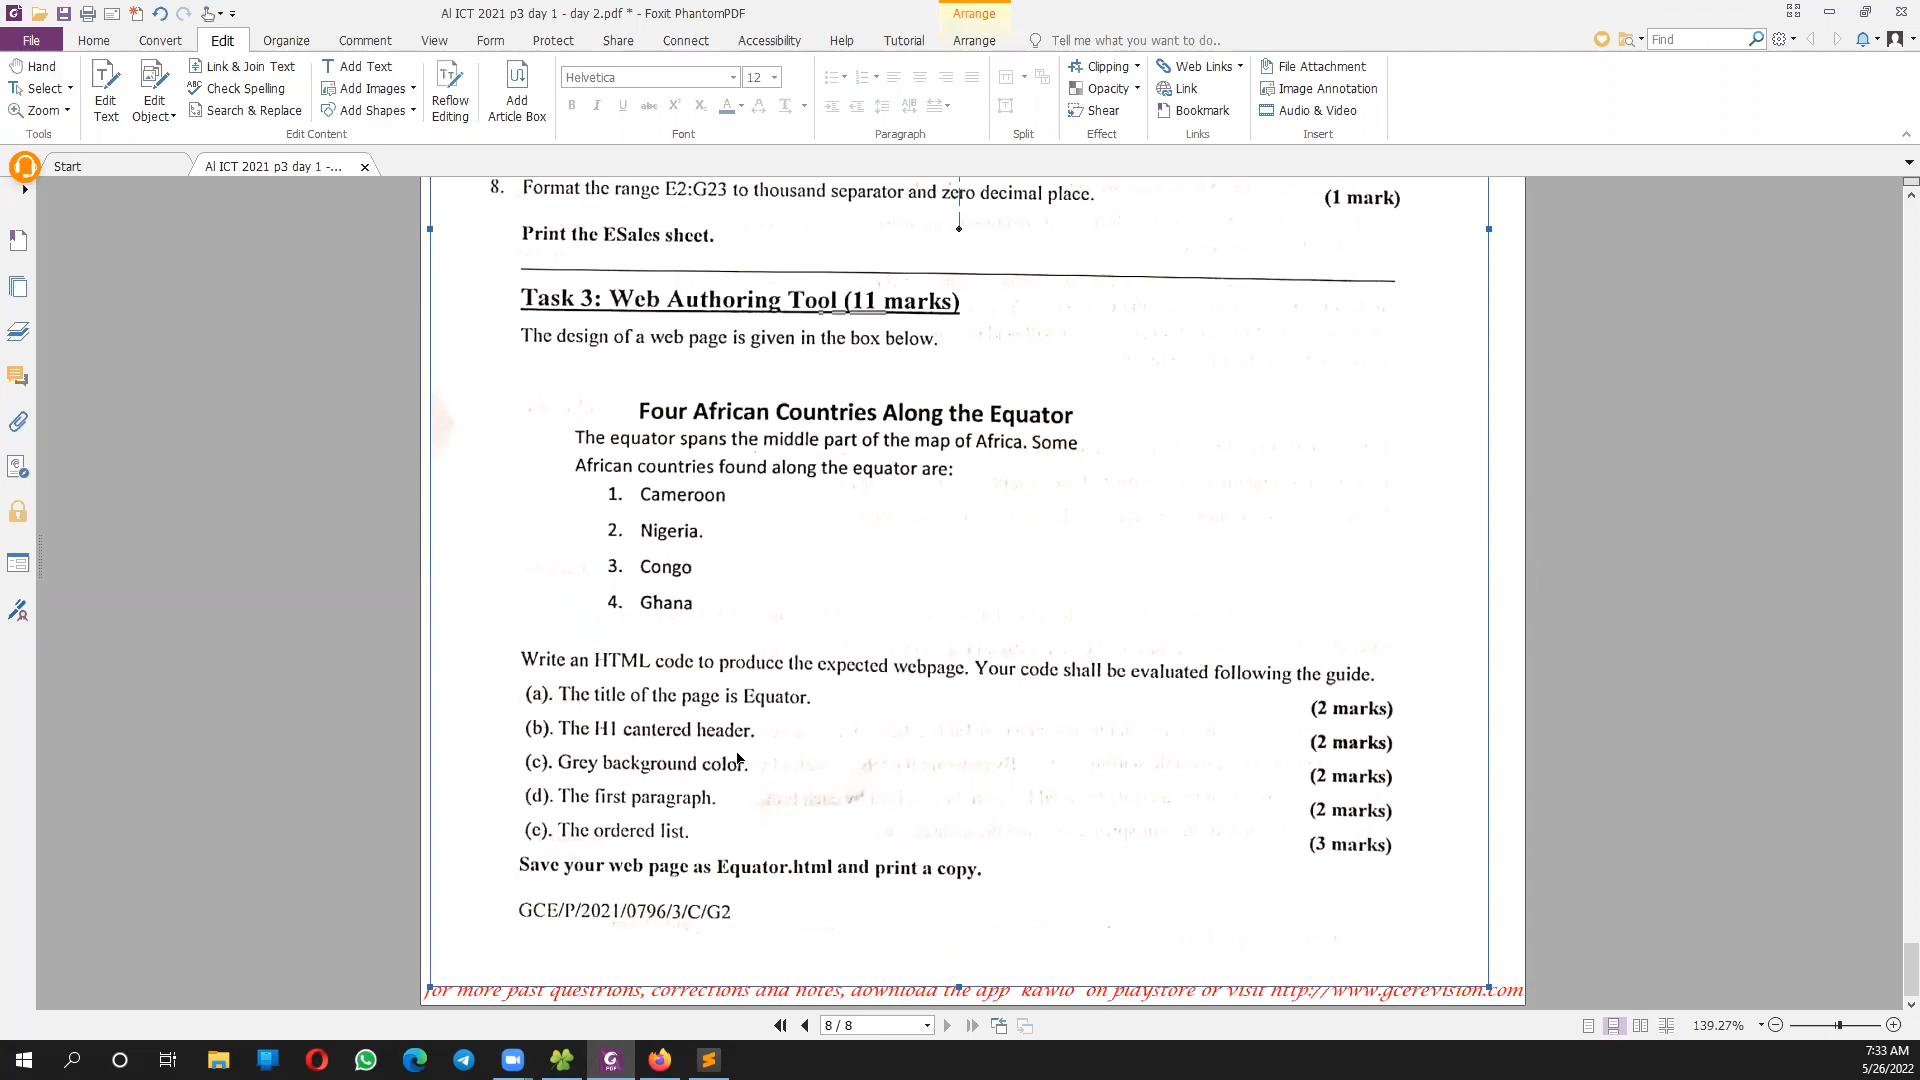 Al ICT 2021 p3 day 1 - day 2.pdf * - Foxit PhantomPDF
Arrange
File Home Convert Edit Organize Comment View Form Protect Share Connect Accessibility Help Tutorial Arrange Tell me what you want to do.. Find
Hand
Select
Zoom
Tools
Edit Text
Edit Object
Link & Join Text
Check Spelling
Search & Replace
Add Text
Add Images
Add Shapes
Edit Content
Reflow Editing
Add Article Box
Helvetica 12
B I U abc X² X₂ A
Font
Paragraph
Split
Clipping
Opacity
Shear
Effect
Web Links
Link
Bookmark
Links
File Attachment
Image Annotation
Audio & Video
Insert
Start
Al ICT 2021 p3 day 1 -...
8. Format the range E2:G23 to thousand separator and zero decimal place. (1 mark)
Print the ESales sheet.
Task 3: Web Authoring Tool (11 marks)
The design of a web page is given in the box below.
Four African Countries Along the Equator
The equator spans the middle part of the map of Africa. Some
African countries found along the equator are:
1. Cameroon
2. Nigeria.
3. Congo
4. Ghana
Write an HTML code to produce the expected webpage. Your code shall be evaluated following the guide.
(a). The title of the page is Equator. (2 marks)
(b). The H1 cantered header. (2 marks)
(c). Grey background color. (2 marks)
(d). The first paragraph. (2 marks)
(e). The ordered list. (3 marks)
Save your web page as Equator.html and print a copy.
GCE/P/2021/0796/3/C/G2
for more past questrions, corrections and notes, download the app "kawlo" on playstore or visit http://www.gcerevision.com
8 / 8
139.27%
7:33 AM
5/26/2022